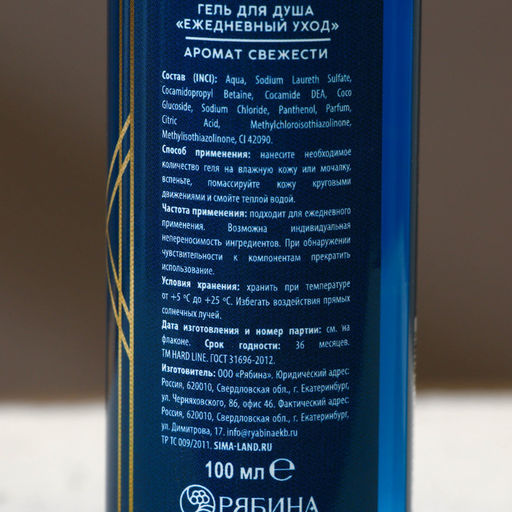 ГЕЛЬ ДЛЯ ДУША
«ЕЖЕДНЕВНЫЙ УХОД»
АРОМАТ СВЕЖЕСТИ
Состав (INCI): Aqua, Sodium Laureth Sulfate,
Cocamidopropyl Betaine, Cocamide DEA, Coco
Glucoside, Sodium Chloride, Panthenol, Parfum,
Citric Acid, Methylchloroisothiazolinone,
Methylisothiazolinone, CI 42090.
Способ применения: нанесите необходимое
количество геля на влажную кожу или мочалку,
вспеньте, помассируйте кожу круговыми
движениями и смойте теплой водой.
Частота применения: подходит для ежедневного
применения. Возможна индивидуальная
непереносимость ингредиентов. При обнаружении
чувствительности к компонентам прекратить
использование.
Условия хранения: хранить при температуре
от +5 ºC до +25 ºC. Избегать воздействия прямых
солнечных лучей.
Дата изготовления и номер партии: см. на
флаконе. Срок годности: 36 месяцев.
TM HARD LINE. ГОСТ 31696-2012.
Изготовитель: ООО «Рябина». Юридический адрес:
Россия, 620010, Свердловская обл., г. Екатеринбург,
ул. Черняховского, 86, офис 46. Фактический адрес:
Россия, 620010, Свердловская обл., г. Екатеринбург,
ул. Димитрова, 17. info@ryabinaekb.ru
ТР ТС 009/2011. SIMA-LAND.RU
100 мл e
РЯБИНА